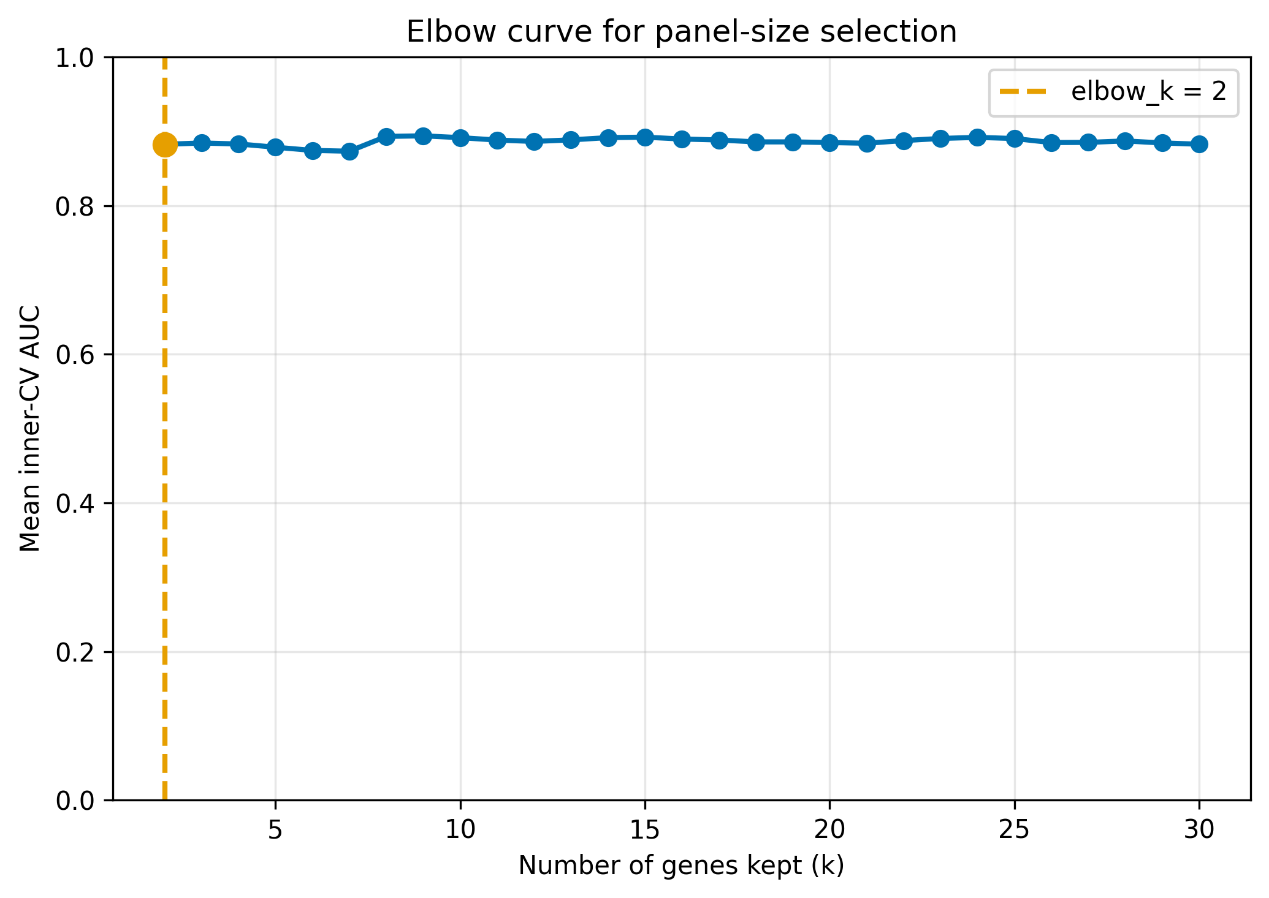 Elbow curve for panel-size selection
elbow_k = 2
Mean inner-CV AUC
1.0
0.8
0.6
0.4
0.2
0.0
5 10 15 20 25 30
Number of genes kept (k)